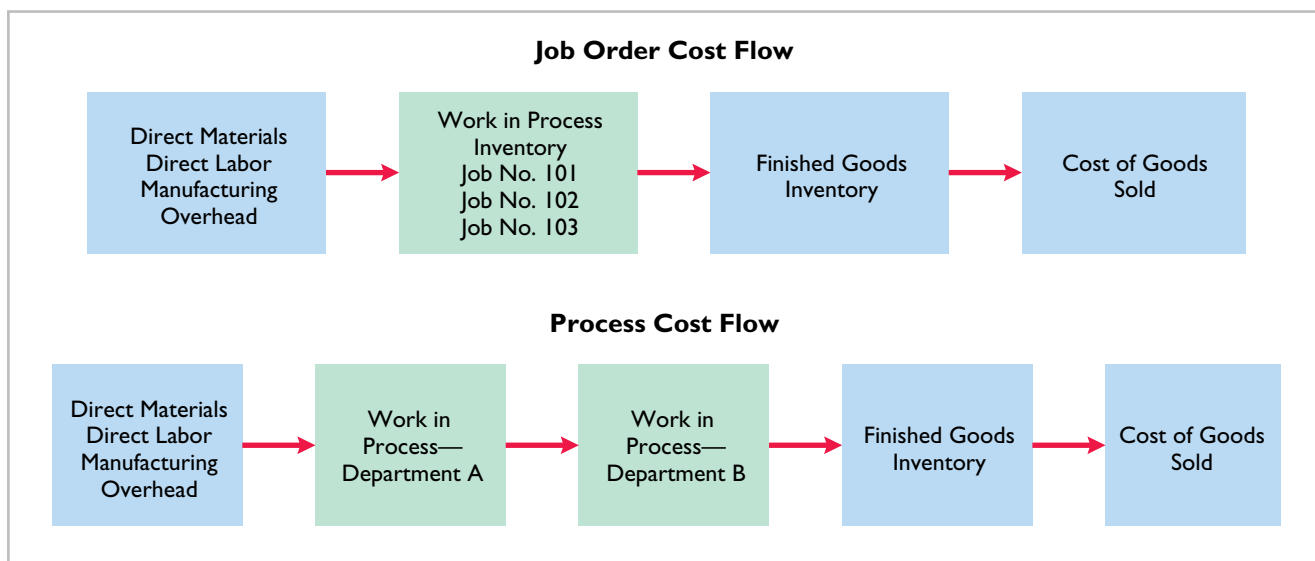 Job Order Cost Flow
Direct Materials
Direct Labor
Manufacturing
Overhead
Work in Process
Inventory
Job No. 101
Job No. 102
Job No. 103
Finished Goods
Inventory
Cost of Goods
Sold
Process Cost Flow
Direct Materials
Direct Labor
Manufacturing
Overhead
Work in
Process—
Department A
Work in
Process—
Department B
Finished Goods
Inventory
Cost of Goods
Sold